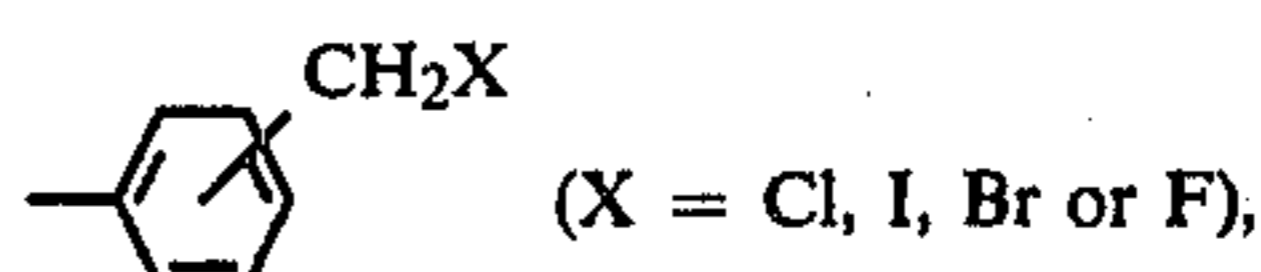 CH₂X
(X = Cl, I, Br or F),